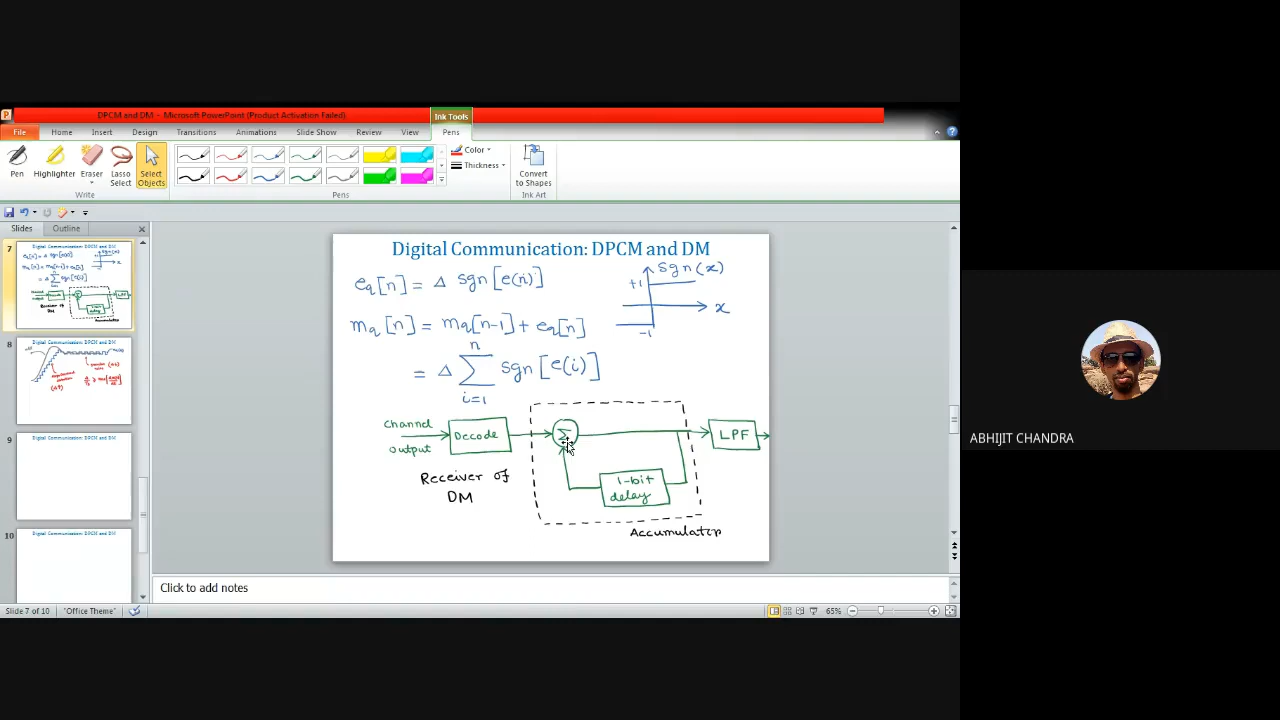 DPCM and DM - Microsoft PowerPoint (Product Activation Failed)
Ink Tools
File Home Insert Design Transitions Animations Slide Show Review View Pens
Pen Highlighter Eraser Lasso Select Select Objects
Color
Thickness
Convert to Shapes
Write Pens Ink Art
Slides Outline
7
8
9
10
Digital Communication: DPCM and DM
eq[n] = Δ sgn[e(n)]
sgn(x)
+1
x
-1
mq[n] = mq[n-1] + eq[n]
= Δ Σ sgn[e(i)]
n
i=1
channel
output
Decode
Σ
1-bit
delay
LPF
Receiver of
DM
Accumulator
ABHIJIT CHANDRA
Click to add notes
Slide 7 of 10 "Office Theme" 65%